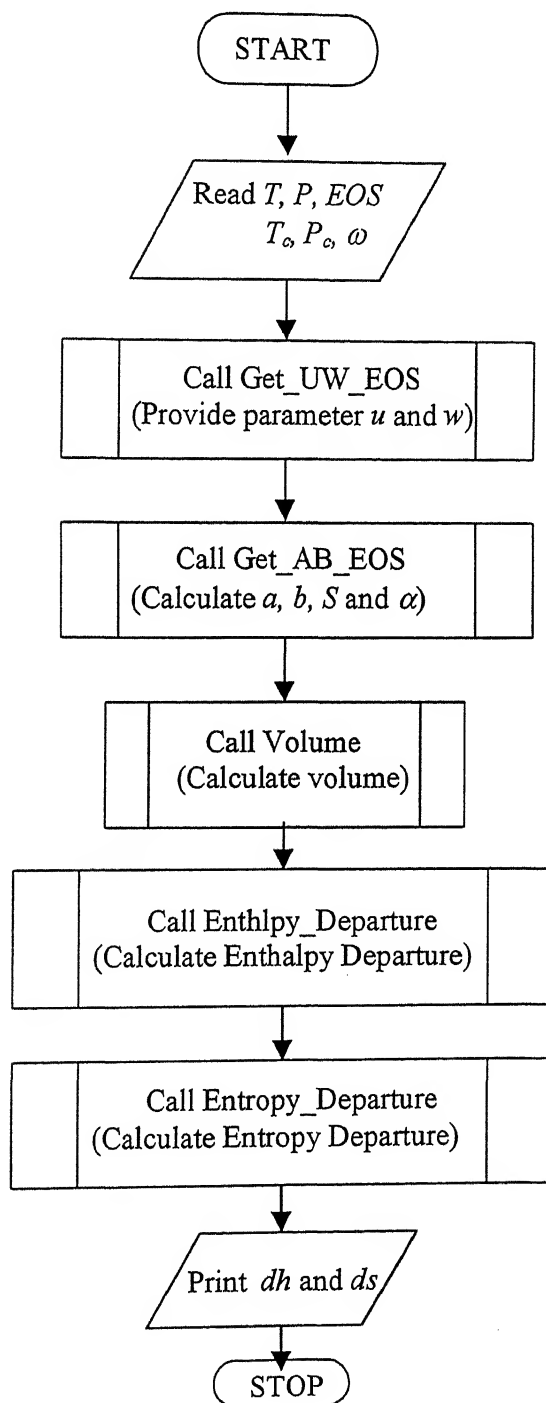 START
Read T, P, EOS
Tc, Pc, ω
Call Get_UW_EOS
(Provide parameter u and w)
Call Get_AB_EOS
(Calculate a, b, S and α)
Call Volume
(Calculate volume)
Call Enthlpy_Departure
(Calculate Enthalpy Departure)
Call Entropy_Departure
(Calculate Entropy Departure)
Print dh and ds
STOP